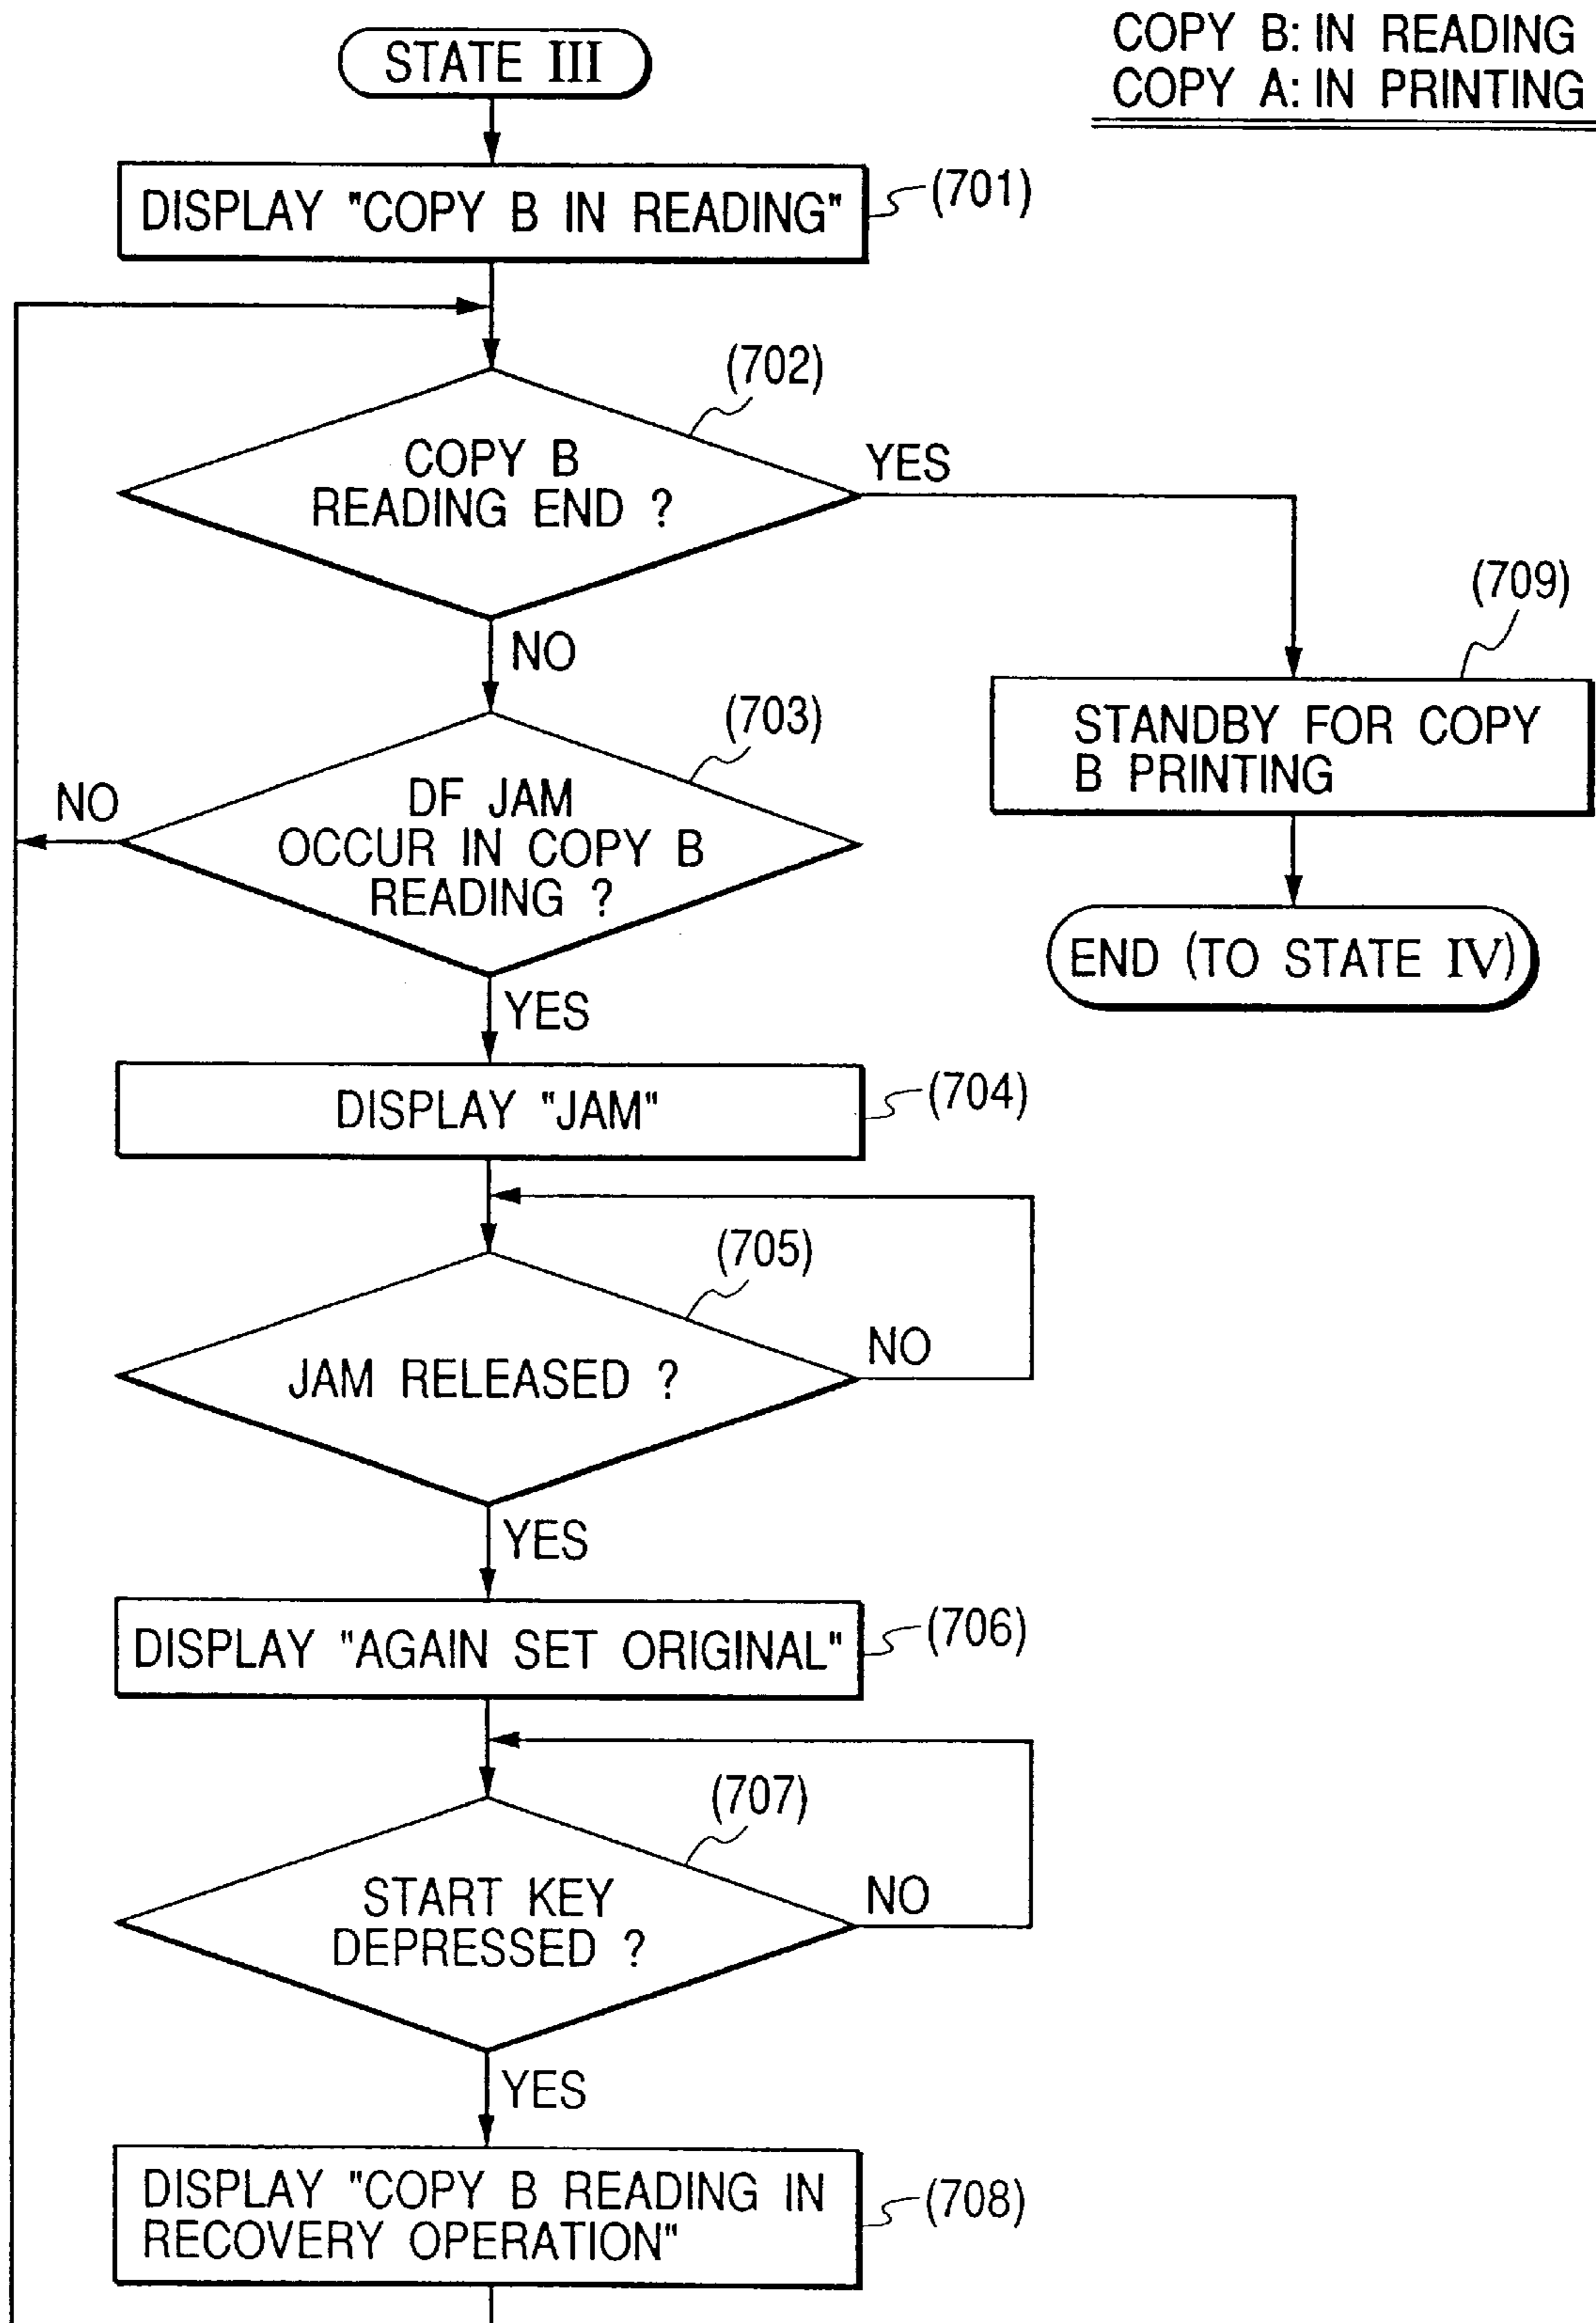 COPY B: IN READING
COPY A: IN PRINTING
STATE III
DISPLAY "COPY B IN READING"
(701)
(702)
COPY B
READING END ?
YES
NO
(709)
STANDBY FOR COPY
B PRINTING
END (TO STATE IV)
(703)
DF JAM
OCCUR IN COPY B
READING ?
NO
YES
DISPLAY "JAM"
(704)
(705)
JAM RELEASED ?
NO
YES
DISPLAY "AGAIN SET ORIGINAL"
(706)
(707)
START KEY
DEPRESSED ?
NO
YES
DISPLAY "COPY B READING IN
RECOVERY OPERATION"
(708)